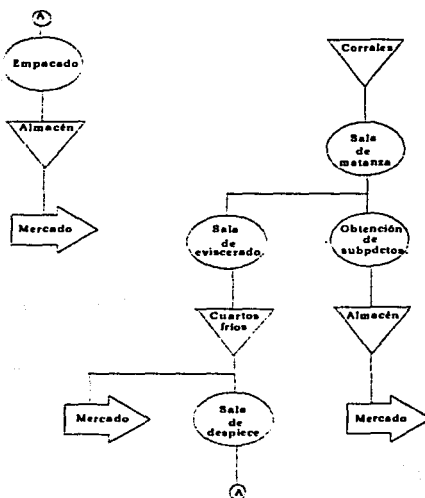 A
Empacado
Almacén
Mercado
Corrales
Sala
de
matanza
Sala
de
eviscerado
Obtención
de
subpdctos
Cuartos
fríos
Almacén
Mercado
Sala
de
despiece
Mercado
A